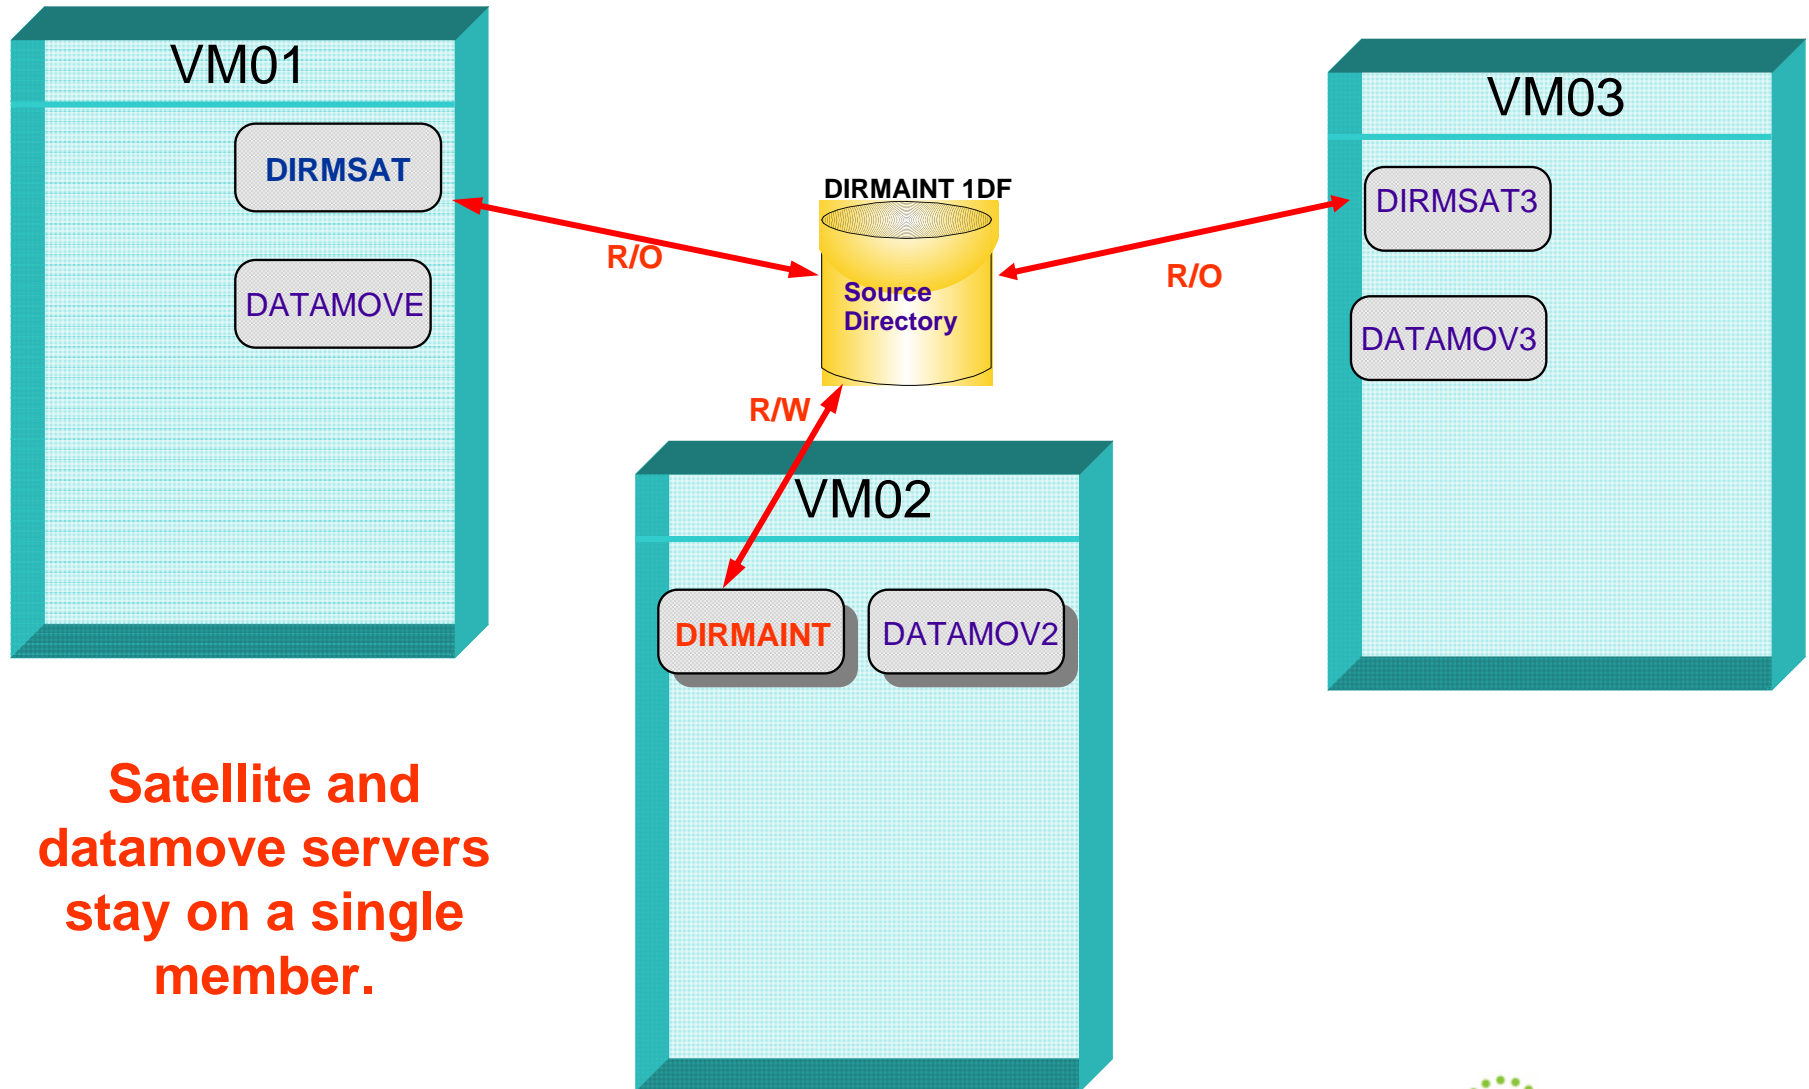 VM01
DIRMSAT
DATAMOVE
R/O
DIRMAINT 1DF
Source
Directory
R/O
R/W
VM03
DIRMSAT3
DATAMOV3
VM02
DIRMAINT
DATAMOV2
Satellite and
datamove servers
stay on a single
member.